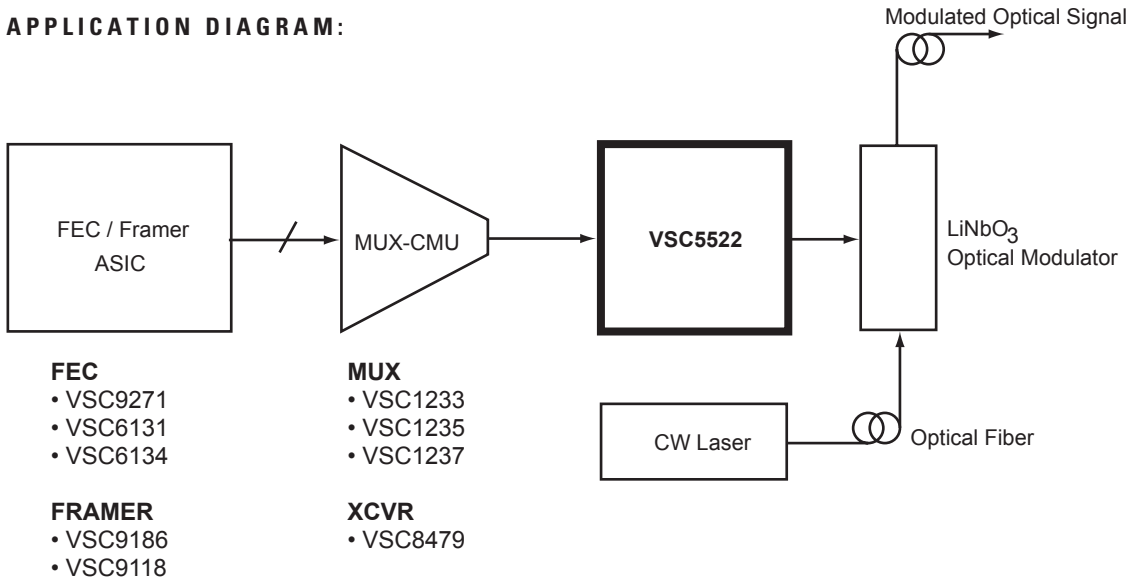 APPLICATION DIAGRAM:
Modulated Optical Signal
FEC / Framer
ASIC
MUX-CMU
VSC5522
LiNbO3
Optical Modulator
CW Laser
Optical Fiber
FEC
• VSC9271
• VSC6131
• VSC6134
FRAMER
• VSC9186
• VSC9118
MUX
• VSC1233
• VSC1235
• VSC1237
XCVR
• VSC8479